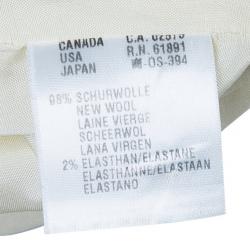 CANADA C.A. 02575
USA R.N. 61891
JAPAN -OS-394
98% SCHURWOLLE
NEW WOOL
LAINE VIERGE
SCHEERWOL
LANA VIRGEN
2% ELASTHAN/ELASTANE
ELASTHANNE/ELASTAAN
ELASTANO